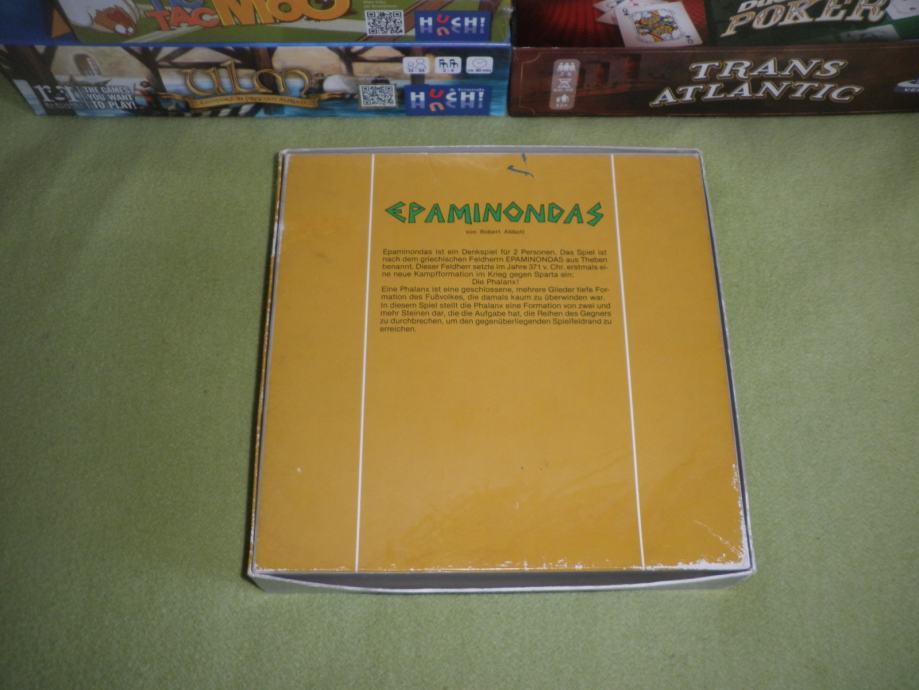 TAC MOO
HUCH!
POKER
1·2·3
THE GAMES
YOU WANT
TO PLAY!
ULM
HUCH!
TRANS
ATLANTIC
EPAMINONDAS
von Robert Abbott
Epaminondas ist ein Denkspiel für 2 Personen. Das Spiel ist
nach dem griechischen Feldherrn EPAMINONDAS aus Theben
benannt. Dieser Feldherr setzte im Jahre 371 v. Chr. erstmals ei-
ne neue Kampfformation im Krieg gegen Sparta ein:
Die Phalanx!
Eine Phalanx ist eine geschlossene, mehrere Glieder tiefe For-
mation des Fußvolkes, die damals kaum zu überwinden war.
In diesem Spiel stellt die Phalanx eine Formation von zwei und
mehr Steinen dar, die die Aufgabe hat, die Reihen des Gegners
zu durchbrechen, um den gegenüberliegenden Spielfeldrand zu
erreichen.